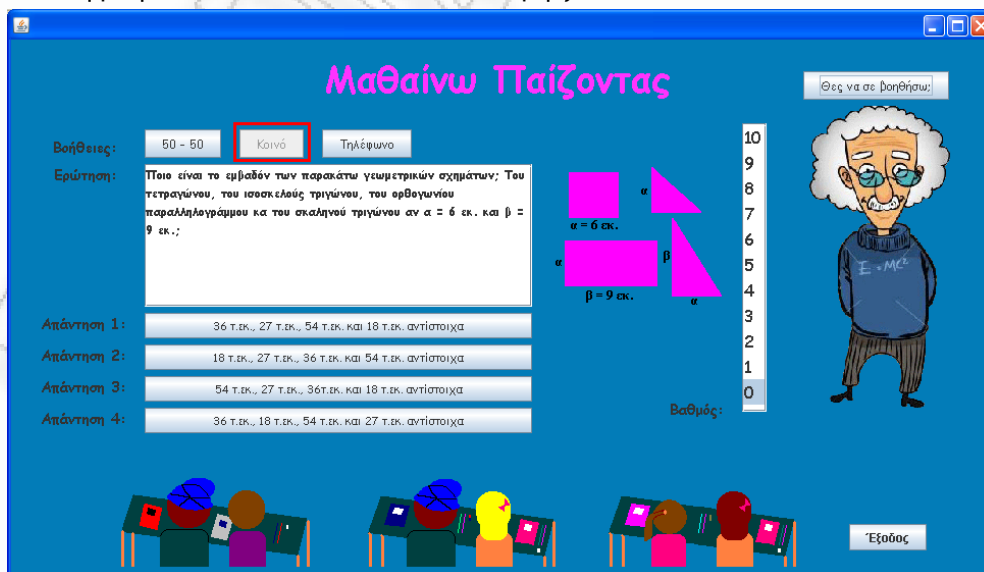 Μαθαίνω Παίζοντας
Θες να σε βοηθήσω;
Βοήθειες:
50 - 50
Κοινό
Τηλέφωνο
Ερώτηση:
Ποιο είναι το εμβαδόν των παρακάτω γεωμετρικών σχημάτων; Του
τετραγώνου, του ισοσκελούς τριγώνου, του ορθογωνίου
παραλληλογράμμου κα του σκαληνού τριγώνου αν α = 6 εκ. και β =
9 εκ.;
α = 6 εκ.
α
α
β = 9 εκ.
β
α
10
9
8
7
6
5
4
3
2
1
0
Βαθμός:
E = MC²
Απάντηση 1:
36 τ.εκ., 27 τ.εκ., 54 τ.εκ. και 18 τ.εκ. αντίστοιχα
Απάντηση 2:
18 τ.εκ., 27 τ.εκ., 36 τ.εκ. και 54 τ.εκ. αντίστοιχα
Απάντηση 3:
54 τ.εκ., 27 τ.εκ., 36τ.εκ. και 18 τ.εκ. αντίστοιχα
Απάντηση 4:
36 τ.εκ., 18 τ.εκ., 54 τ.εκ. και 27 τ.εκ. αντίστοιχα
Έξοδος